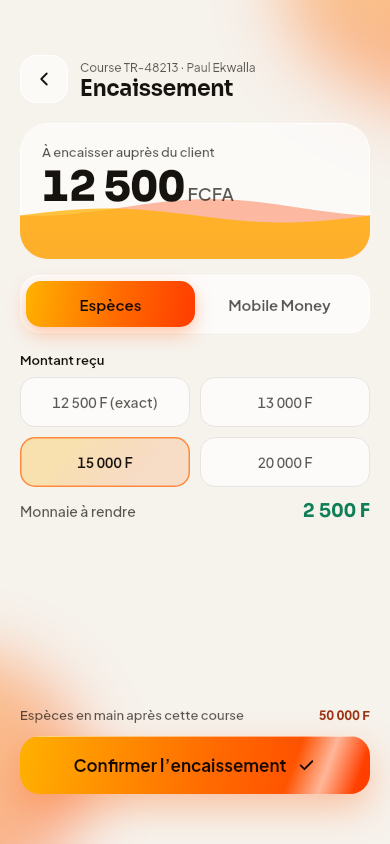 Course TR-48213 · Paul Ekwalla
Encaissement
À encaisser auprès du client
12 500 FCFA
Espèces
Mobile Money
Montant reçu
12 500 F (exact)
13 000 F
15 000 F
20 000 F
Monnaie à rendre
2 500 F
Espèces en main après cette course
50 000 F
Confirmer l’encaissement